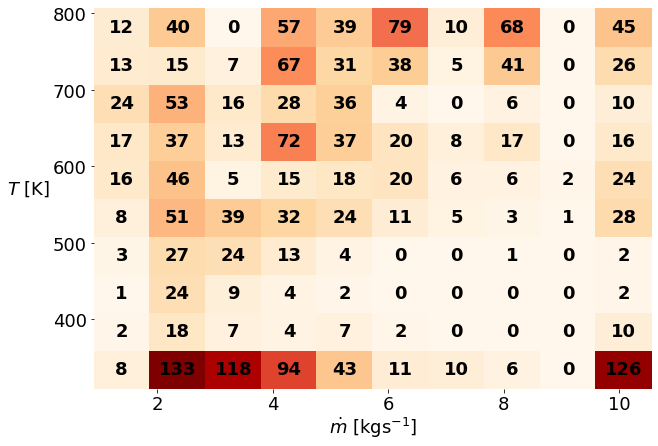 800
12 40 0 57 39 79 10 68 0 45
13 15 7 67 31 38 5 41 0 26
700
24 53 16 28 36 4 0 6 0 10
17 37 13 72 37 20 8 17 0 16
600
16 46 5 15 18 20 6 6 2 24
T [K]
8 51 39 32 24 11 5 3 1 28
500
3 27 24 13 4 0 0 1 0 2
1 24 9 4 2 0 0 0 0 2
400
2 18 7 4 7 2 0 0 0 10
8 133 118 94 43 11 10 6 0 126
2 4 6 8 10
ṁ [kgs⁻¹]